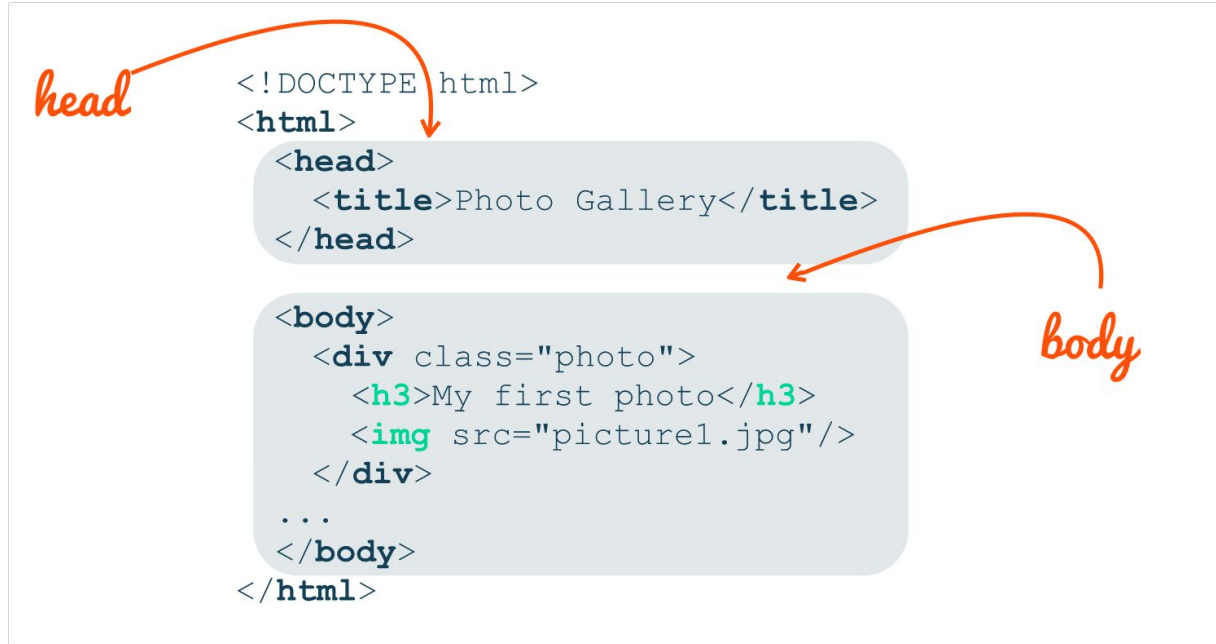 head
<!DOCTYPE html>
<html>
<head>
<title>Photo Gallery</title>
</head>
<body>
<div class="photo">
<h3>My first photo</h3>
<img src="picture1.jpg"/>
</div>
...
</body>
</html>
body